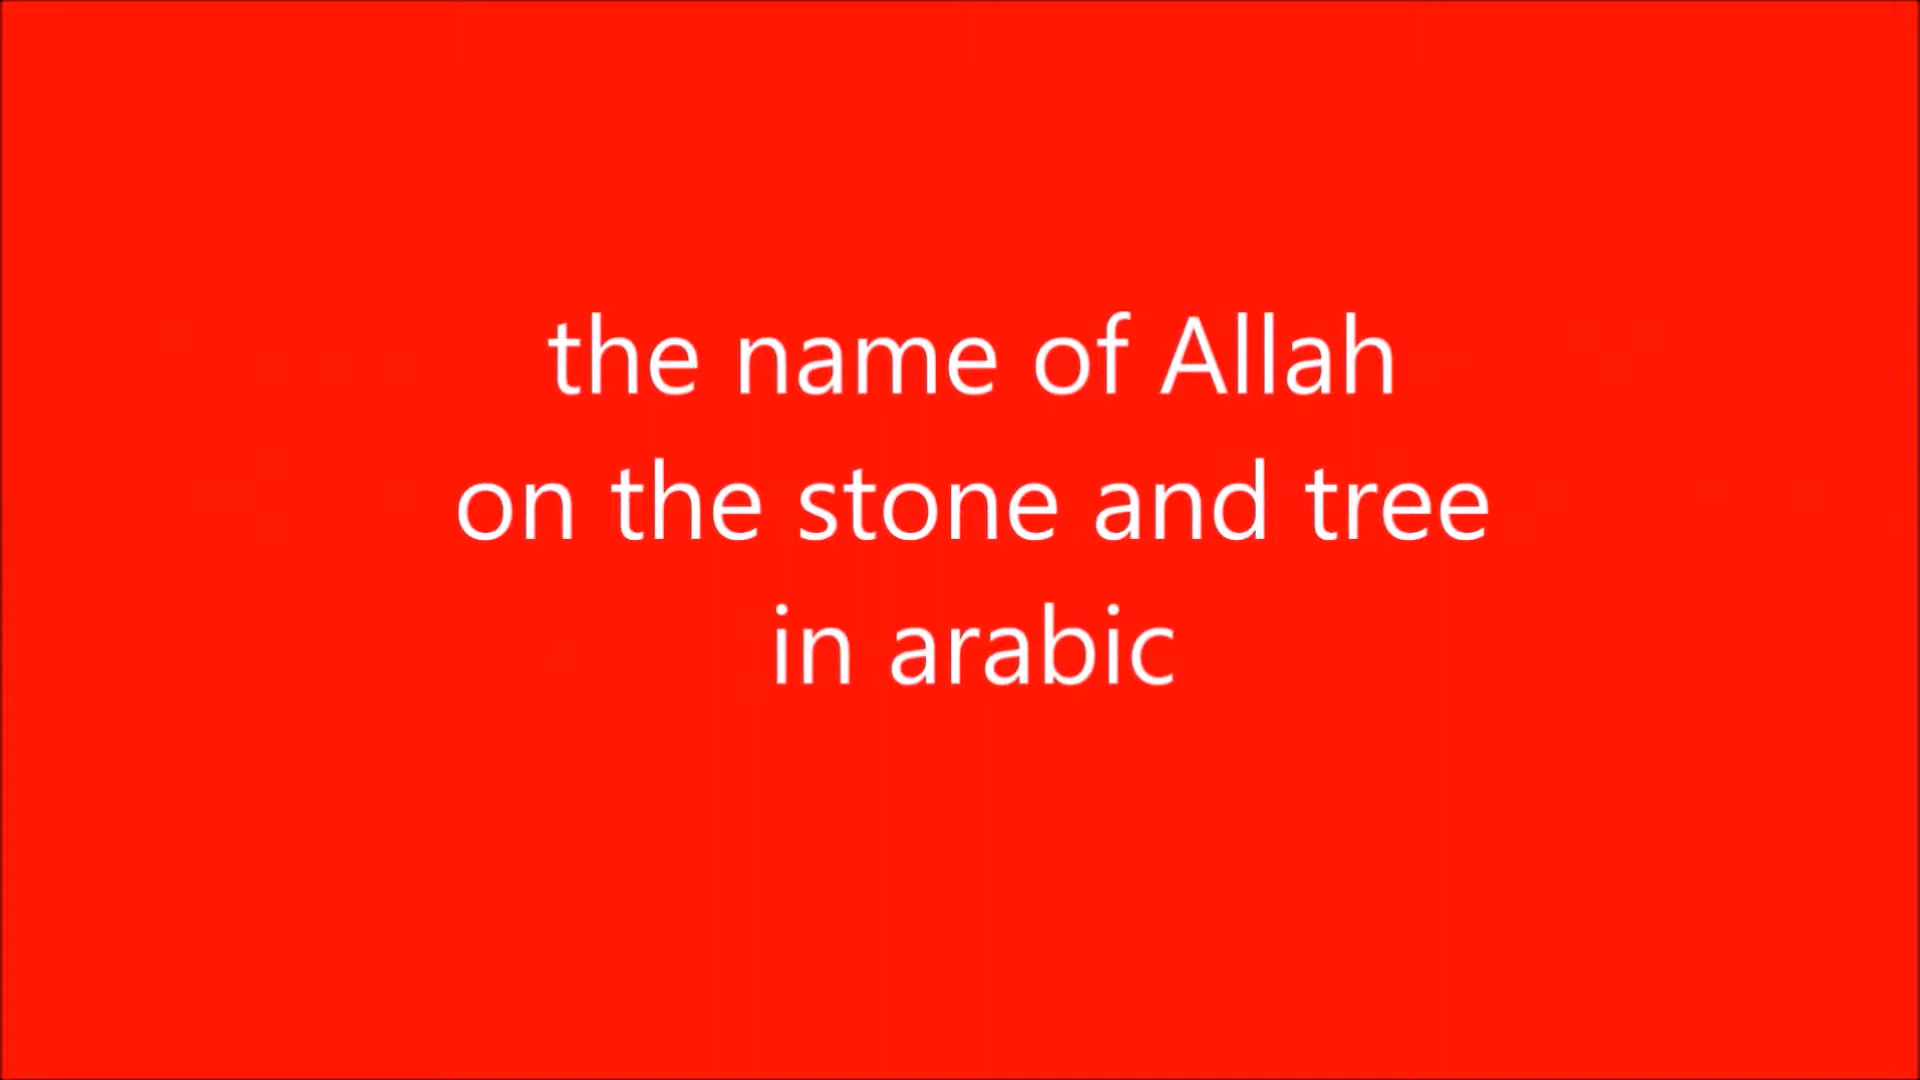 the name of Allah
on the stone and tree
in arabic